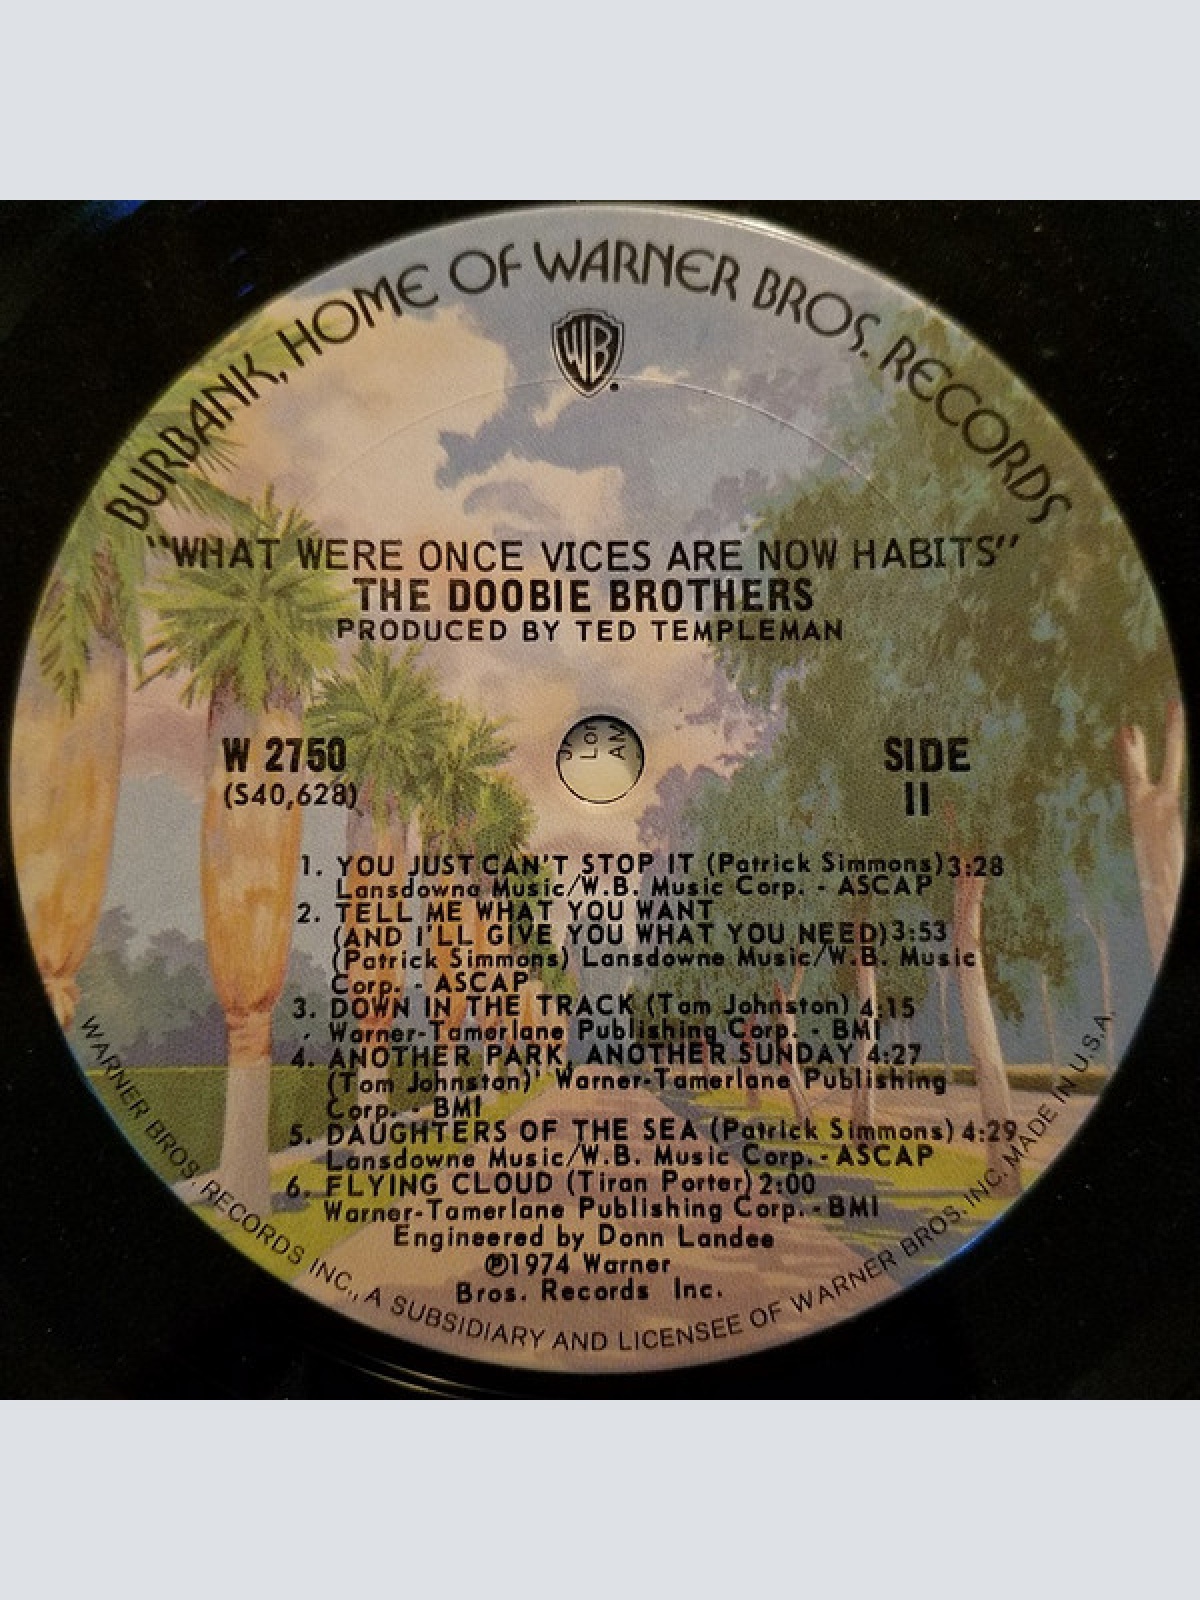 BURBANK, HOME OF WARNER BROS. RECORDS
WB
"WHAT WERE ONCE VICES ARE NOW HABITS"
THE DOOBIE BROTHERS
PRODUCED BY TED TEMPLEMAN
W 2750
(S40,628)
SIDE
II
Lor
AM
1. YOU JUST CAN'T STOP IT (Patrick Simmons) 3:28
Lansdowne Music/W.B. Music Corp. - ASCAP
2. TELL ME WHAT YOU WANT
(AND I'LL GIVE YOU WHAT YOU NEED) 3:53
(Patrick Simmons) Lansdowne Music/W.B. Music
Corp. - ASCAP
3. DOWN IN THE TRACK (Tom Johnston) 4:15
Warner-Tamerlane Publishing Corp. - BMI
4. ANOTHER PARK, ANOTHER SUNDAY 4:27
(Tom Johnston) Warner-Tamerlane Publishing
Corp. - BMI
5. DAUGHTERS OF THE SEA (Patrick Simmons) 4:29
Lansdowne Music/W.B. Music Corp. - ASCAP
6. FLYING CLOUD (Tiran Porter) 2:00
Warner-Tamerlane Publishing Corp. - BMI
Engineered by Donn Landee
℗1974 Warner
Bros. Records Inc.
WARNER BROS. RECORDS INC., A SUBSIDIARY AND LICENSEE OF WARNER BROS. INC. MADE IN U.S.A.